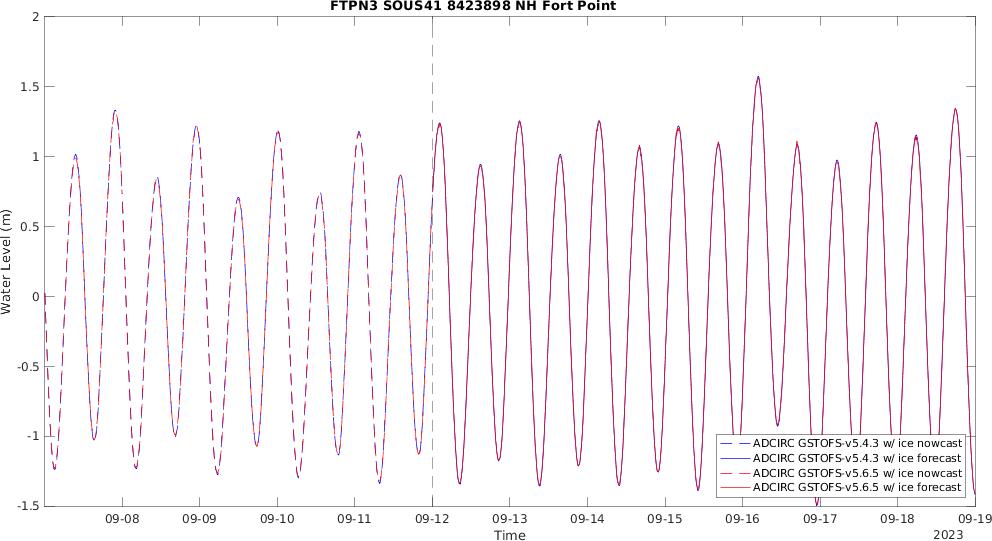 FTPN3 SOUS41 8423898 NH Fort Point
2
1.5
1
0.5
0
-0.5
-1
-1.5
Water Level (m)
09-08 09-09 09-10 09-11 09-12 09-13 09-14 09-15 09-16 09-17 09-18 09-19
Time
2023
ADCIRC GSTOFS-v5.4.3 w/ ice nowcast
ADCIRC GSTOFS-v5.4.3 w/ ice forecast
ADCIRC GSTOFS-v5.6.5 w/ ice nowcast
ADCIRC GSTOFS-v5.6.5 w/ ice forecast